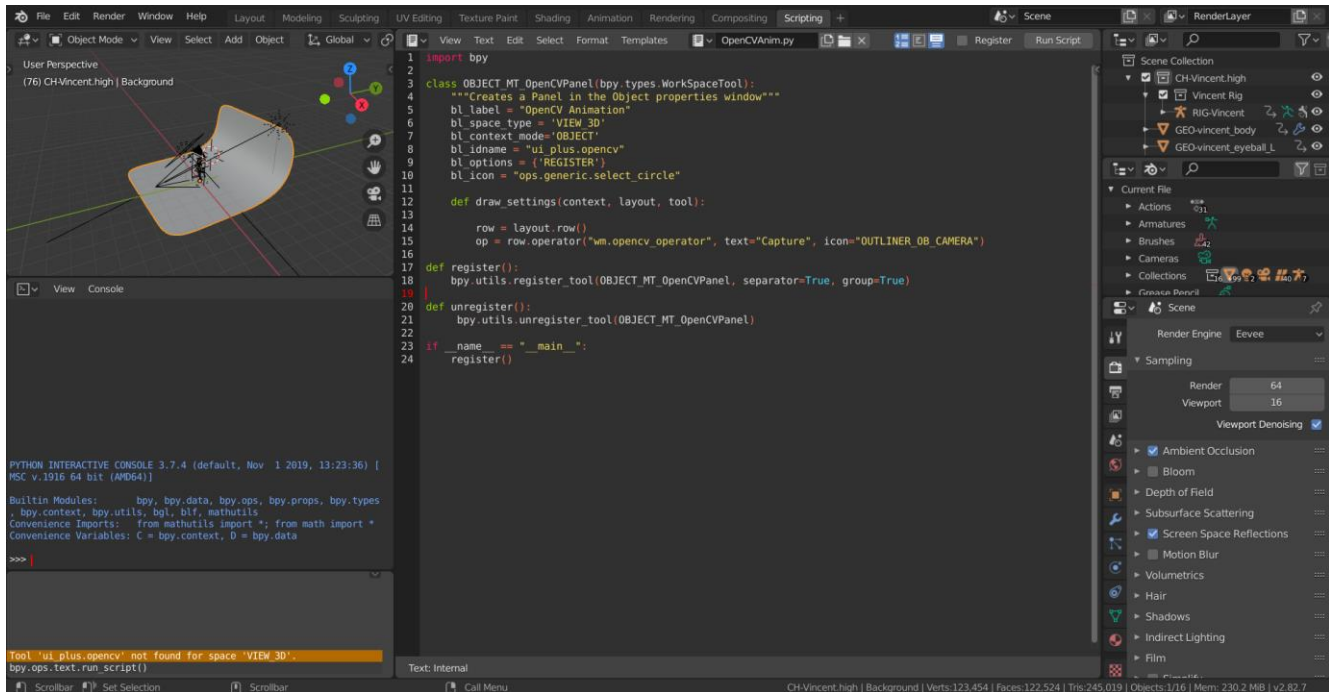 File Edit Render Window Help Layout Modeling Sculpting UV Editing Texture Paint Shading Animation Rendering Compositing Scripting + Scene RenderLayer
Object Mode View Select Add Object Global
View Text Edit Select Format Templates OpenCVAnim.py Register Run Script
User Perspective
(76) CH-Vincent.high | Background
Z
Y
X
1 import bpy
2
3 class OBJECT_MT_OpenCVPanel(bpy.types.WorkSpaceTool):
4 """Creates a Panel in the Object properties window"""
5 bl_label = "OpenCV Animation"
6 bl_space_type = 'VIEW_3D'
7 bl_context_mode='OBJECT'
8 bl_idname = "ui_plus.opencv"
9 bl_options = {'REGISTER'}
10 bl_icon = "ops.generic.select_circle"
11
12 def draw_settings(context, layout, tool):
13
14 row = layout.row()
15 op = row.operator("wm.opencv_operator", text="Capture", icon="OUTLINER_OB_CAMERA")
16
17 def register():
18 bpy.utils.register_tool(OBJECT_MT_OpenCVPanel, separator=True, group=True)
19
20 def unregister():
21 bpy.utils.unregister_tool(OBJECT_MT_OpenCVPanel)
22
23 if __name__ == "__main__":
24 register()
Text: Internal
View Console
PYTHON INTERACTIVE CONSOLE 3.7.4 (default, Nov 1 2019, 13:23:36) [
MSC v.1916 64 bit (AMD64)]
Builtin Modules: bpy, bpy.data, bpy.ops, bpy.props, bpy.types
, bpy.context, bpy.utils, bgl, blf, mathutils
Convenience Imports: from mathutils import *; from math import *
Convenience Variables: C = bpy.context, D = bpy.data
>>>
Tool 'ui_plus.opencv' not found for space 'VIEW_3D'.
bpy.ops.text.run_script()
Scene Collection
CH-Vincent.high
Vincent Rig
RIG-Vincent
GEO-vincent_body
GEO-vincent_eyeball_L
Current File
Actions 31
Armatures
Brushes 42
Cameras
Collections 16 99 2 40 7
Grease Pencil
Scene
Render Engine Eevee
Sampling
Render 64
Viewport 16
Viewport Denoising
Ambient Occlusion
Bloom
Depth of Field
Subsurface Scattering
Screen Space Reflections
Motion Blur
Volumetrics
Hair
Shadows
Indirect Lighting
Film
Scrollbar Set Selection Scrollbar Call Menu CH-Vincent.high | Background | Verts:123,454 | Faces:122,524 | Tris:245,019 | Objects:1/16 | Mem: 230.2 MiB | v2.82.7